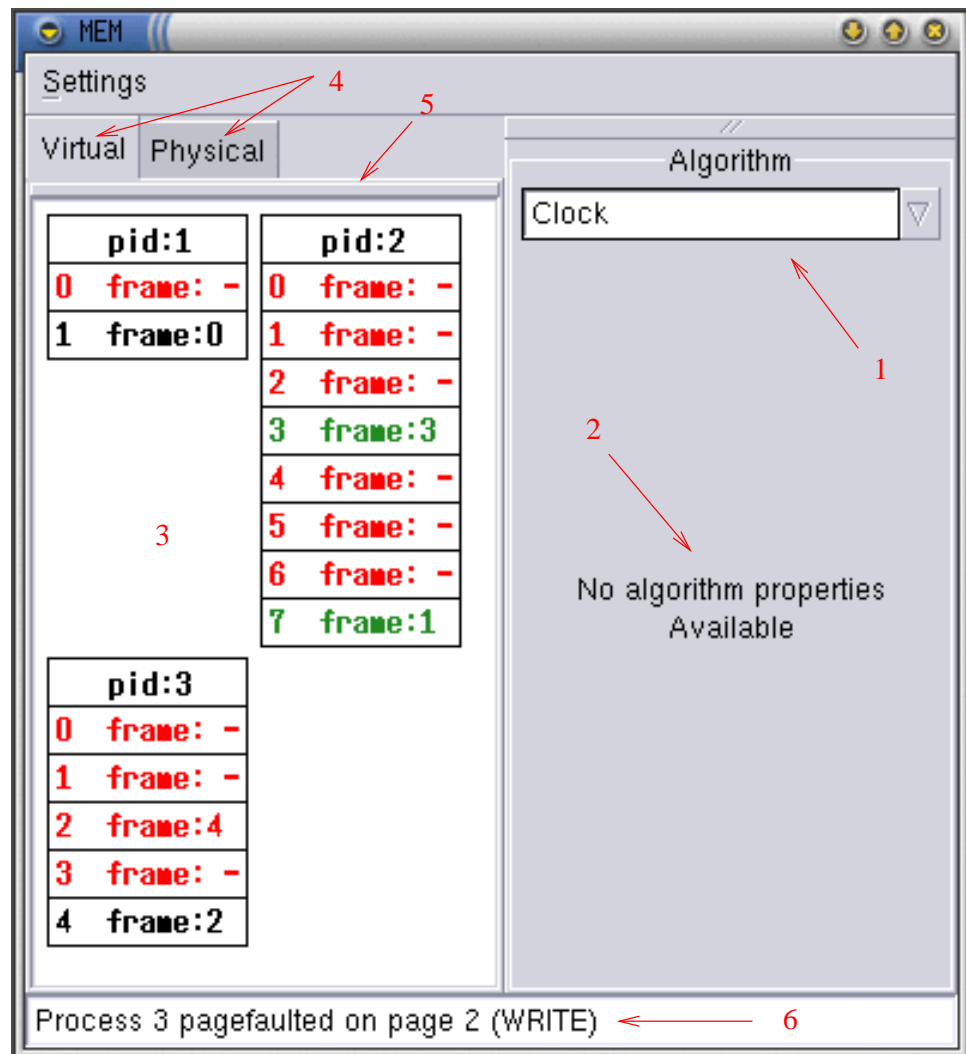 MEM
Settings
4
5
Virtual Physical
Algorithm
Clock
1
2
No algorithm properties
Available
pid:1
0 frame: -
1 frame:0
pid:2
0 frame: -
1 frame: -
2 frame: -
3 frame:3
4 frame: -
5 frame: -
6 frame: -
7 frame:1
3
pid:3
0 frame: -
1 frame: -
2 frame:4
3 frame: -
4 frame:2
Process 3 pagefaulted on page 2 (WRITE) 6